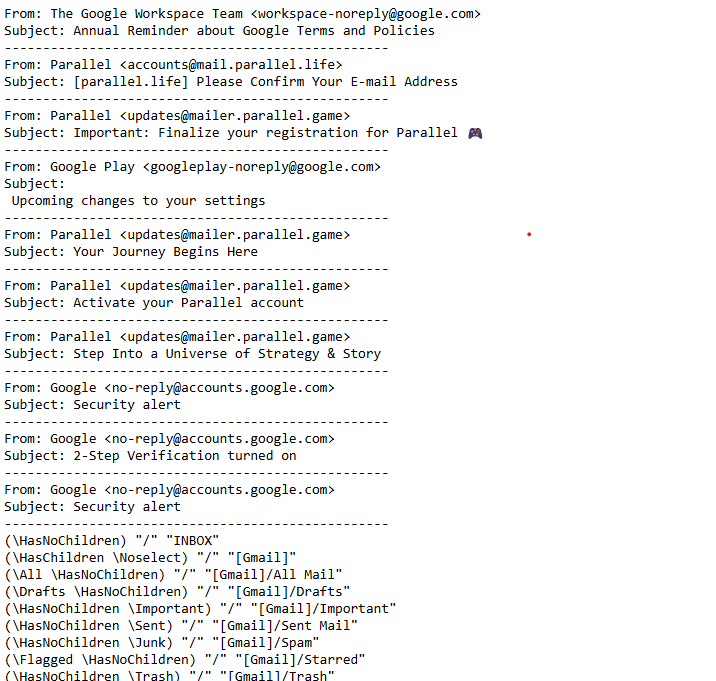 From: The Google Workspace Team <workspace-noreply@google.com>
Subject: Annual Reminder about Google Terms and Policies
--------------------------------------------------
From: Parallel <accounts@mail.parallel.life>
Subject: [parallel.life] Please Confirm Your E-mail Address
--------------------------------------------------
From: Parallel <updates@mailer.parallel.game>
Subject: Important: Finalize your registration for Parallel 🎮
--------------------------------------------------
From: Google Play <googleplay-noreply@google.com>
Subject:
 Upcoming changes to your settings
--------------------------------------------------
From: Parallel <updates@mailer.parallel.game>
Subject: Your Journey Begins Here
--------------------------------------------------
From: Parallel <updates@mailer.parallel.game>
Subject: Activate your Parallel account
--------------------------------------------------
From: Parallel <updates@mailer.parallel.game>
Subject: Step Into a Universe of Strategy & Story
--------------------------------------------------
From: Google <no-reply@accounts.google.com>
Subject: Security alert
--------------------------------------------------
From: Google <no-reply@accounts.google.com>
Subject: 2-Step Verification turned on
--------------------------------------------------
From: Google <no-reply@accounts.google.com>
Subject: Security alert
--------------------------------------------------
(\HasNoChildren) "/" "INBOX"
(\HasChildren \Noselect) "/" "[Gmail]"
(\All \HasNoChildren) "/" "[Gmail]/All Mail"
(\Drafts \HasNoChildren) "/" "[Gmail]/Drafts"
(\HasNoChildren \Important) "/" "[Gmail]/Important"
(\HasNoChildren \Sent) "/" "[Gmail]/Sent Mail"
(\HasNoChildren \Junk) "/" "[Gmail]/Spam"
(\Flagged \HasNoChildren) "/" "[Gmail]/Starred"
(\HasNoChildren \Trash) "/" "[Gmail]/Trash"